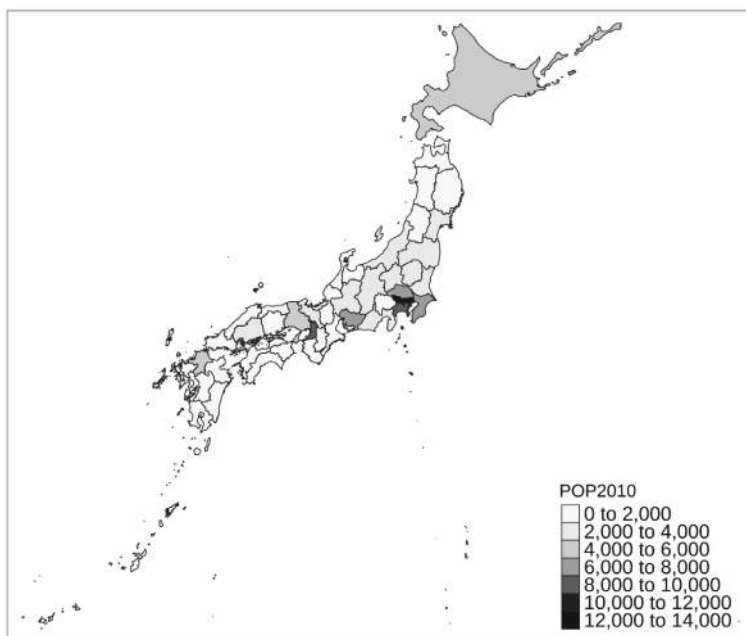 POP2010
0 to 2,000
2,000 to 4,000
4,000 to 6,000
6,000 to 8,000
8,000 to 10,000
10,000 to 12,000
12,000 to 14,000